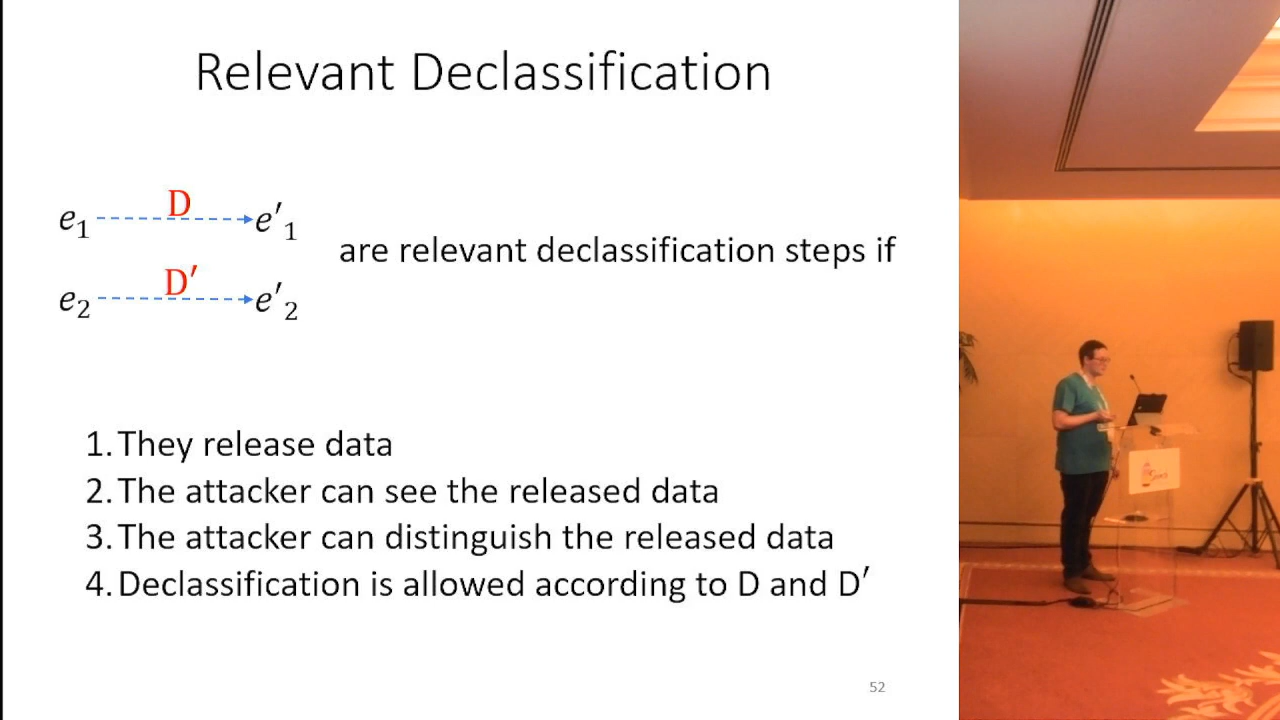 Relevant Declassification
D
e₁ e′₁
are relevant declassification steps if
D′
e₂ e′₂
1. They release data
2. The attacker can see the released data
3. The attacker can distinguish the released data
4. Declassification is allowed according to D and D′
52